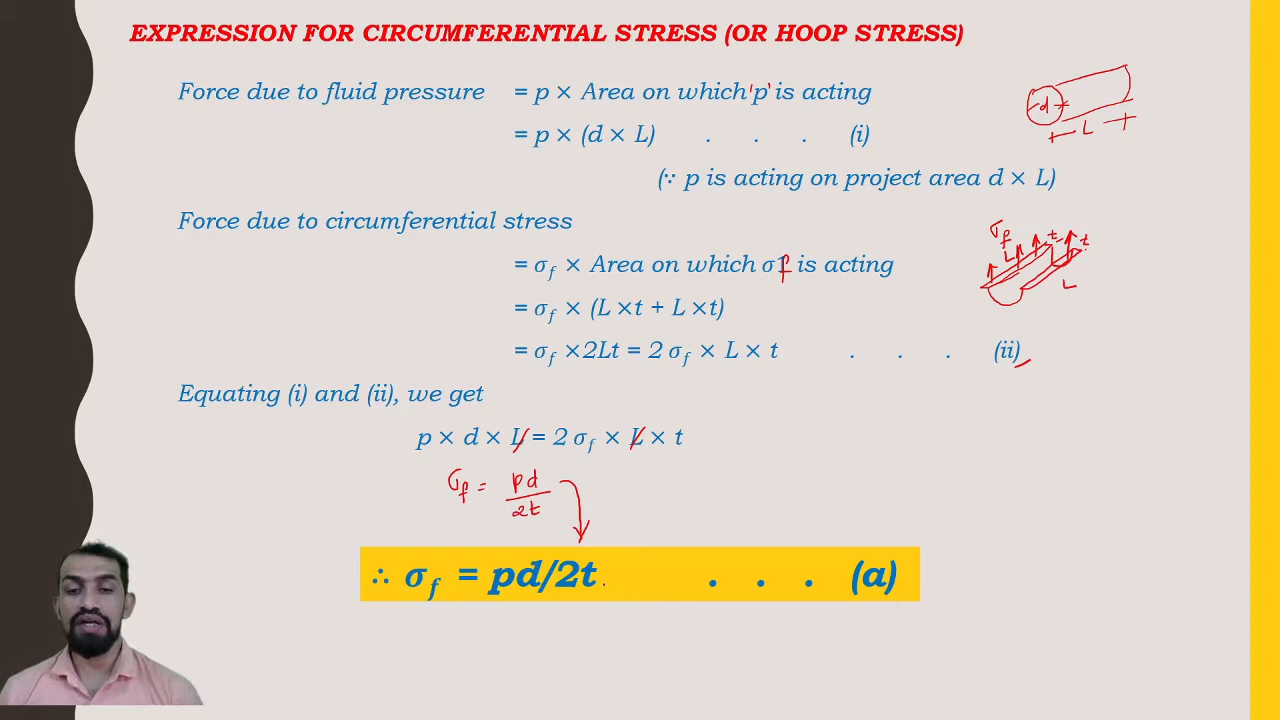 EXPRESSION FOR CIRCUMFERENTIAL STRESS (OR HOOP STRESS)
Force due to fluid pressure = p × Area on which 'p' is acting
= p × (d × L) . . . (i)
(∵ p is acting on project area d × L)
d
L
Force due to circumferential stress
= σf × Area on which σf is acting
= σf × (L ×t + L ×t)
= σf ×2Lt = 2 σf × L × t . . . (ii)
σf
L
t
t
L
Equating (i) and (ii), we get
p × d × L = 2 σf × L × t
σf = pd/2t
∴ σf = pd/2t . . . (a)